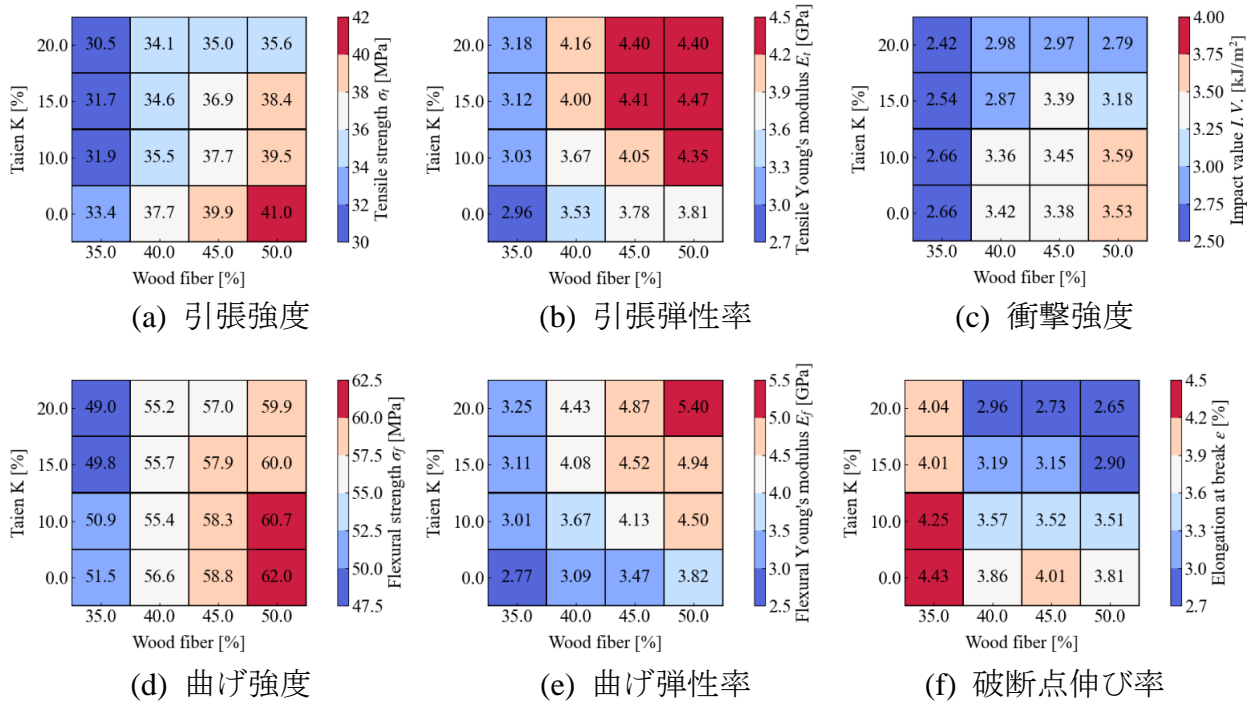 20.0 30.5 34.1 35.0 35.6
15.0 31.7 34.6 36.9 38.4
10.0 31.9 35.5 37.7 39.5
0.0 33.4 37.7 39.9 41.0
35.0 40.0 45.0 50.0
Taien K [%]
Wood fiber [%]
42
40
38
36
34
32
30
Tensile strength σt [MPa]
(a) 引張強度
20.0 3.18 4.16 4.40 4.40
15.0 3.12 4.00 4.41 4.47
10.0 3.03 3.67 4.05 4.35
0.0 2.96 3.53 3.78 3.81
35.0 40.0 45.0 50.0
Taien K [%]
Wood fiber [%]
4.5
4.2
3.9
3.6
3.3
3.0
2.7
Tensile Young's modulus Et [GPa]
(b) 引張弾性率
20.0 2.42 2.98 2.97 2.79
15.0 2.54 2.87 3.39 3.18
10.0 2.66 3.36 3.45 3.59
0.0 2.66 3.42 3.38 3.53
35.0 40.0 45.0 50.0
Taien K [%]
Wood fiber [%]
4.00
3.75
3.50
3.25
3.00
2.75
2.50
Impact value I.V. [kJ/m²]
(c) 衝撃強度
20.0 49.0 55.2 57.0 59.9
15.0 49.8 55.7 57.9 60.0
10.0 50.9 55.4 58.3 60.7
0.0 51.5 56.6 58.8 62.0
35.0 40.0 45.0 50.0
Taien K [%]
Wood fiber [%]
62.5
60.0
57.5
55.0
52.5
50.0
47.5
Flexural strength σf [MPa]
(d) 曲げ強度
20.0 3.25 4.43 4.87 5.40
15.0 3.11 4.08 4.52 4.94
10.0 3.01 3.67 4.13 4.50
0.0 2.77 3.09 3.47 3.82
35.0 40.0 45.0 50.0
Taien K [%]
Wood fiber [%]
5.5
5.0
4.5
4.0
3.5
3.0
2.5
Flexural Young's modulus Ef [GPa]
(e) 曲げ弾性率
20.0 4.04 2.96 2.73 2.65
15.0 4.01 3.19 3.15 2.90
10.0 4.25 3.57 3.52 3.51
0.0 4.43 3.86 4.01 3.81
35.0 40.0 45.0 50.0
Taien K [%]
Wood fiber [%]
4.5
4.2
3.9
3.6
3.3
3.0
2.7
Elongation at break ε [%]
(f) 破断点伸び率